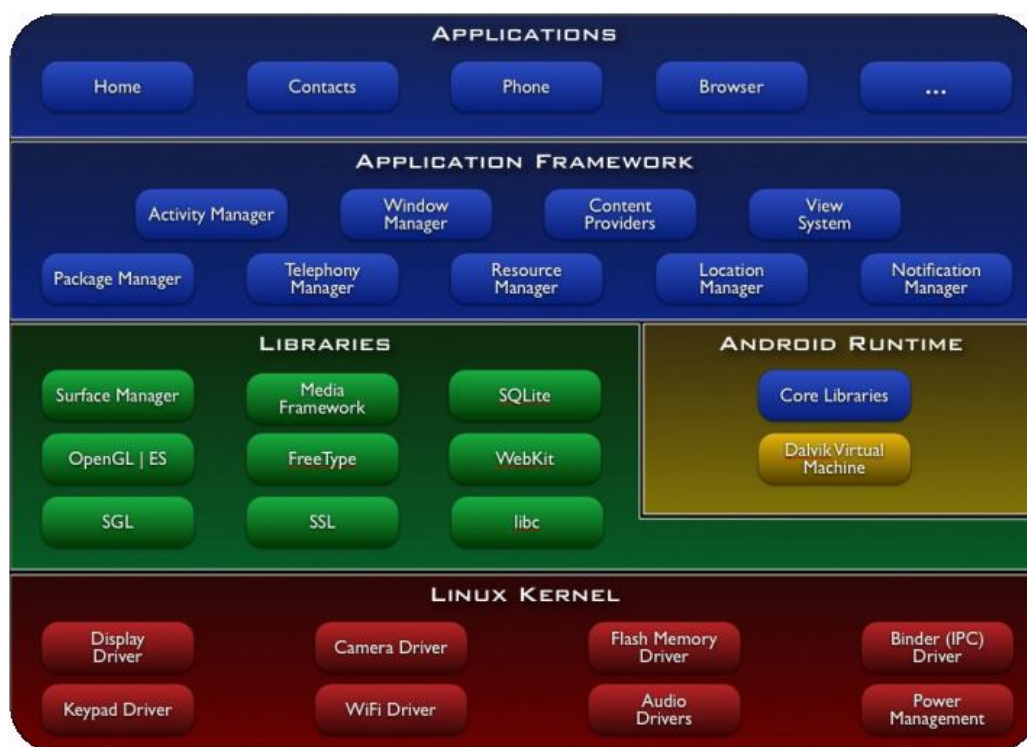 APPLICATIONS
Home
Contacts
Phone
Browser
...
APPLICATION FRAMEWORK
Activity Manager
Window
Manager
Content
Providers
View
System
Package Manager
Telephony
Manager
Resource
Manager
Location
Manager
Notification
Manager
LIBRARIES
Surface Manager
Media
Framework
SQLite
OpenGL | ES
FreeType
WebKit
SGL
SSL
libc
ANDROID RUNTIME
Core Libraries
Dalvik Virtual
Machine
LINUX KERNEL
Display
Driver
Camera Driver
Flash Memory
Driver
Binder (IPC)
Driver
Keypad Driver
WiFi Driver
Audio
Drivers
Power
Management